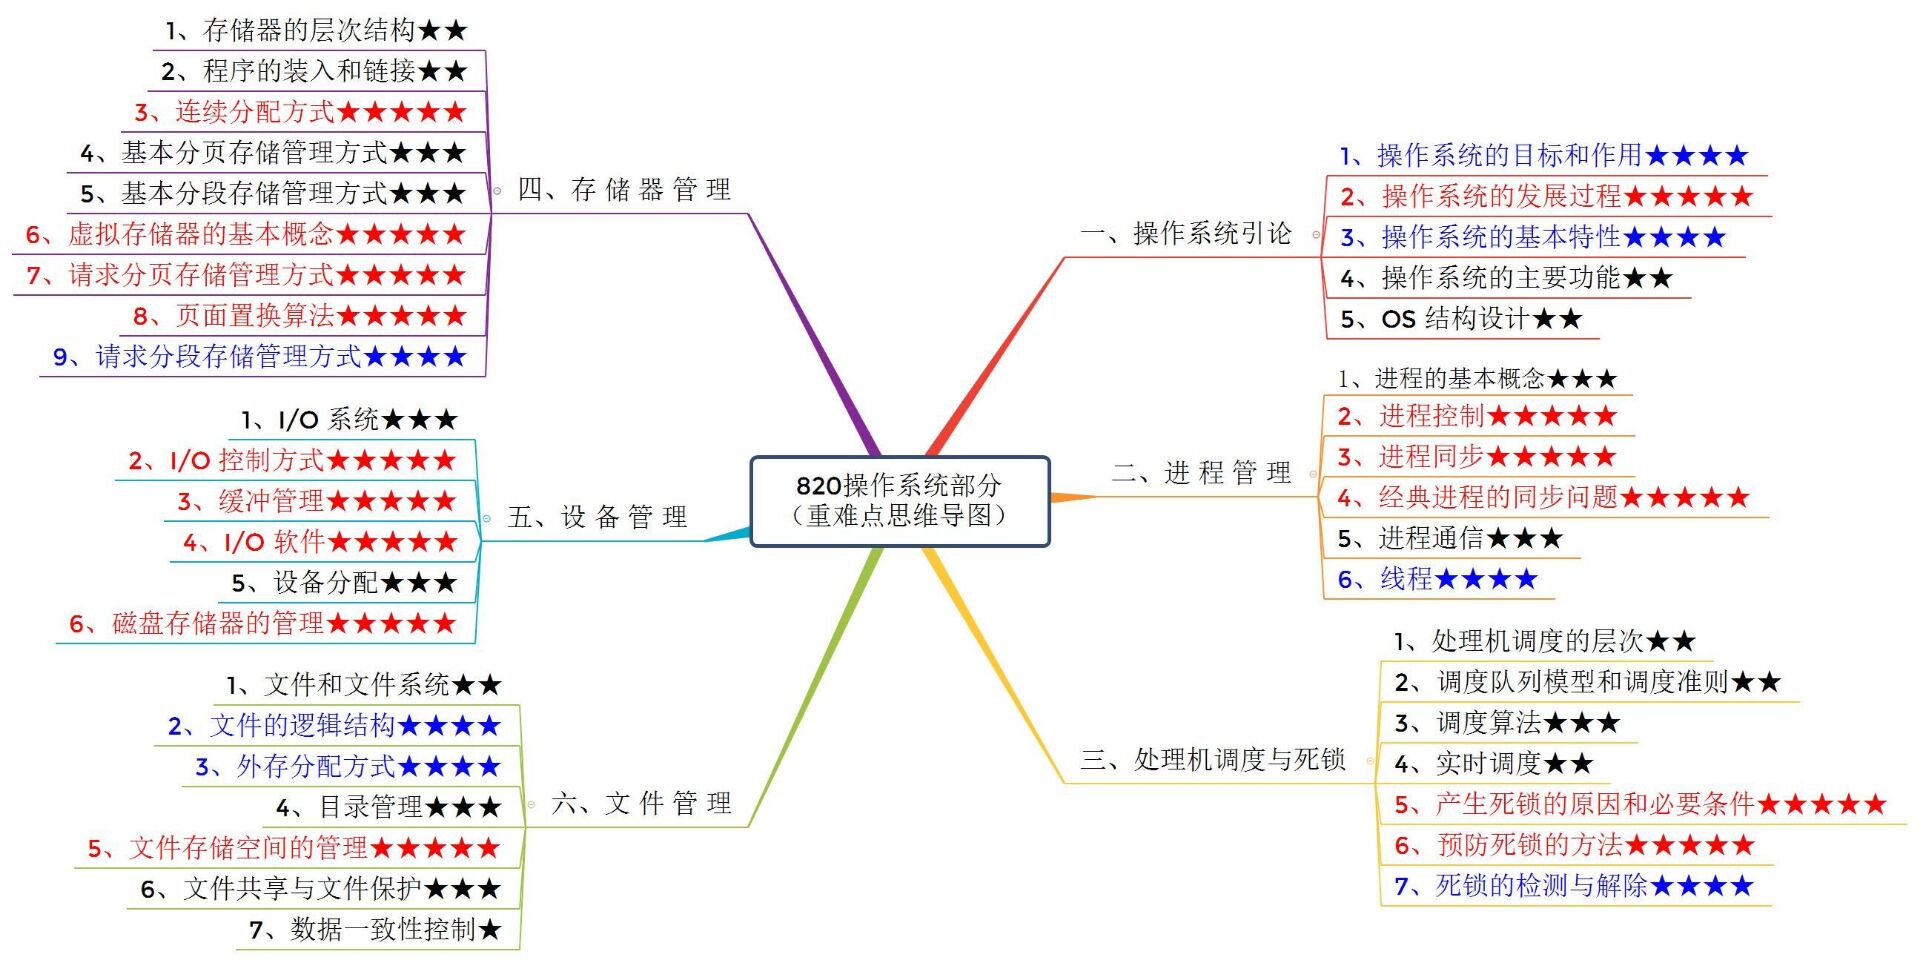 820操作系统部分
（重难点思维导图）
一、操作系统引论
1、操作系统的目标和作用★★★★
2、操作系统的发展过程★★★★★
3、操作系统的基本特性★★★★
4、操作系统的主要功能★★
5、OS 结构设计★★
二、进 程 管 理
1、进程的基本概念★★★
2、进程控制★★★★★
3、进程同步★★★★★
4、经典进程的同步问题★★★★★
5、进程通信★★★
6、线程★★★★
三、处理机调度与死锁
1、处理机调度的层次★★
2、调度队列模型和调度准则★★
3、调度算法★★★
4、实时调度★★
5、产生死锁的原因和必要条件★★★★★
6、预防死锁的方法★★★★★
7、死锁的检测与解除★★★★
四、存 储 器 管 理
1、存储器的层次结构★★
2、程序的装入和链接★★
3、连续分配方式★★★★★
4、基本分页存储管理方式★★★
5、基本分段存储管理方式★★★
6、虚拟存储器的基本概念★★★★★
7、请求分页存储管理方式★★★★★
8、页面置换算法★★★★★
9、请求分段存储管理方式★★★★
五、设 备 管 理
1、I/O 系统★★★
2、I/O 控制方式★★★★★
3、缓冲管理★★★★★
4、I/O 软件★★★★★
5、设备分配★★★
6、磁盘存储器的管理★★★★★
六、文 件 管 理
1、文件和文件系统★★
2、文件的逻辑结构★★★★
3、外存分配方式★★★★
4、目录管理★★★
5、文件存储空间的管理★★★★★
6、文件共享与文件保护★★★
7、数据一致性控制★